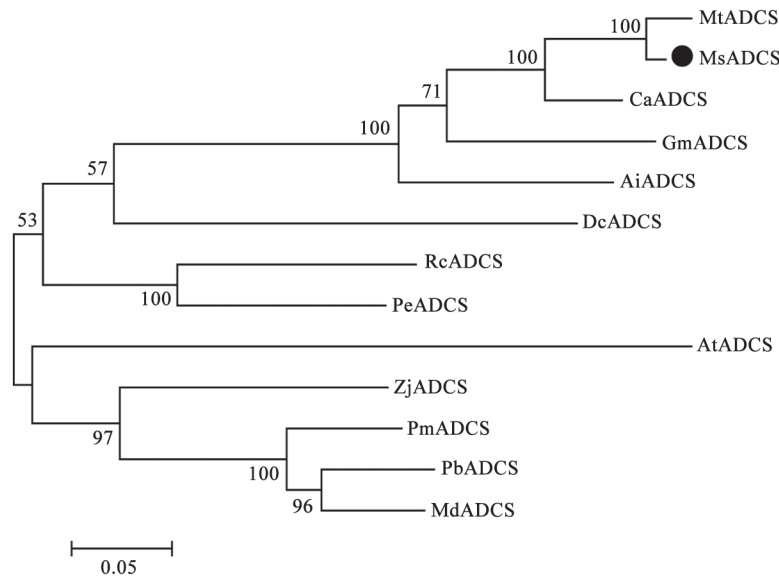 100
MtADCS
MsADCS
100
CaADCS
71
GmADCS
100
AiADCS
57
DcADCS
53
RcADCS
100
PeADCS
AtADCS
ZjADCS
97
PmADCS
100
PbADCS
96
MdADCS
0.05